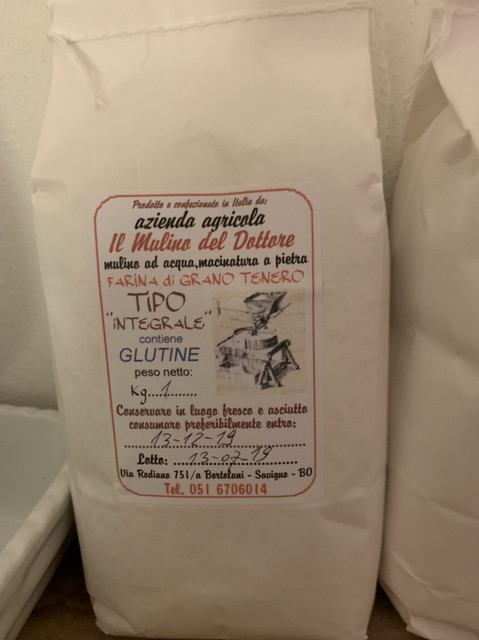 Prodotto e confezionato in Italia da:
azienda agricola
Il Mulino del Dottore
mulino ad acqua,macinatura a pietra
FARINA di GRANO TENERO
TIPO
"iNTEGRALE"
contiene
GLUTINE
peso netto:
Kg....1........
Conservare in luogo fresco e asciutto
consumare preferibilmente entro:
13-12-19
Lotto: 13-07-19
Via Rodiano 751/a Bortolani - Savigno - BO
Tel. 051 6706014